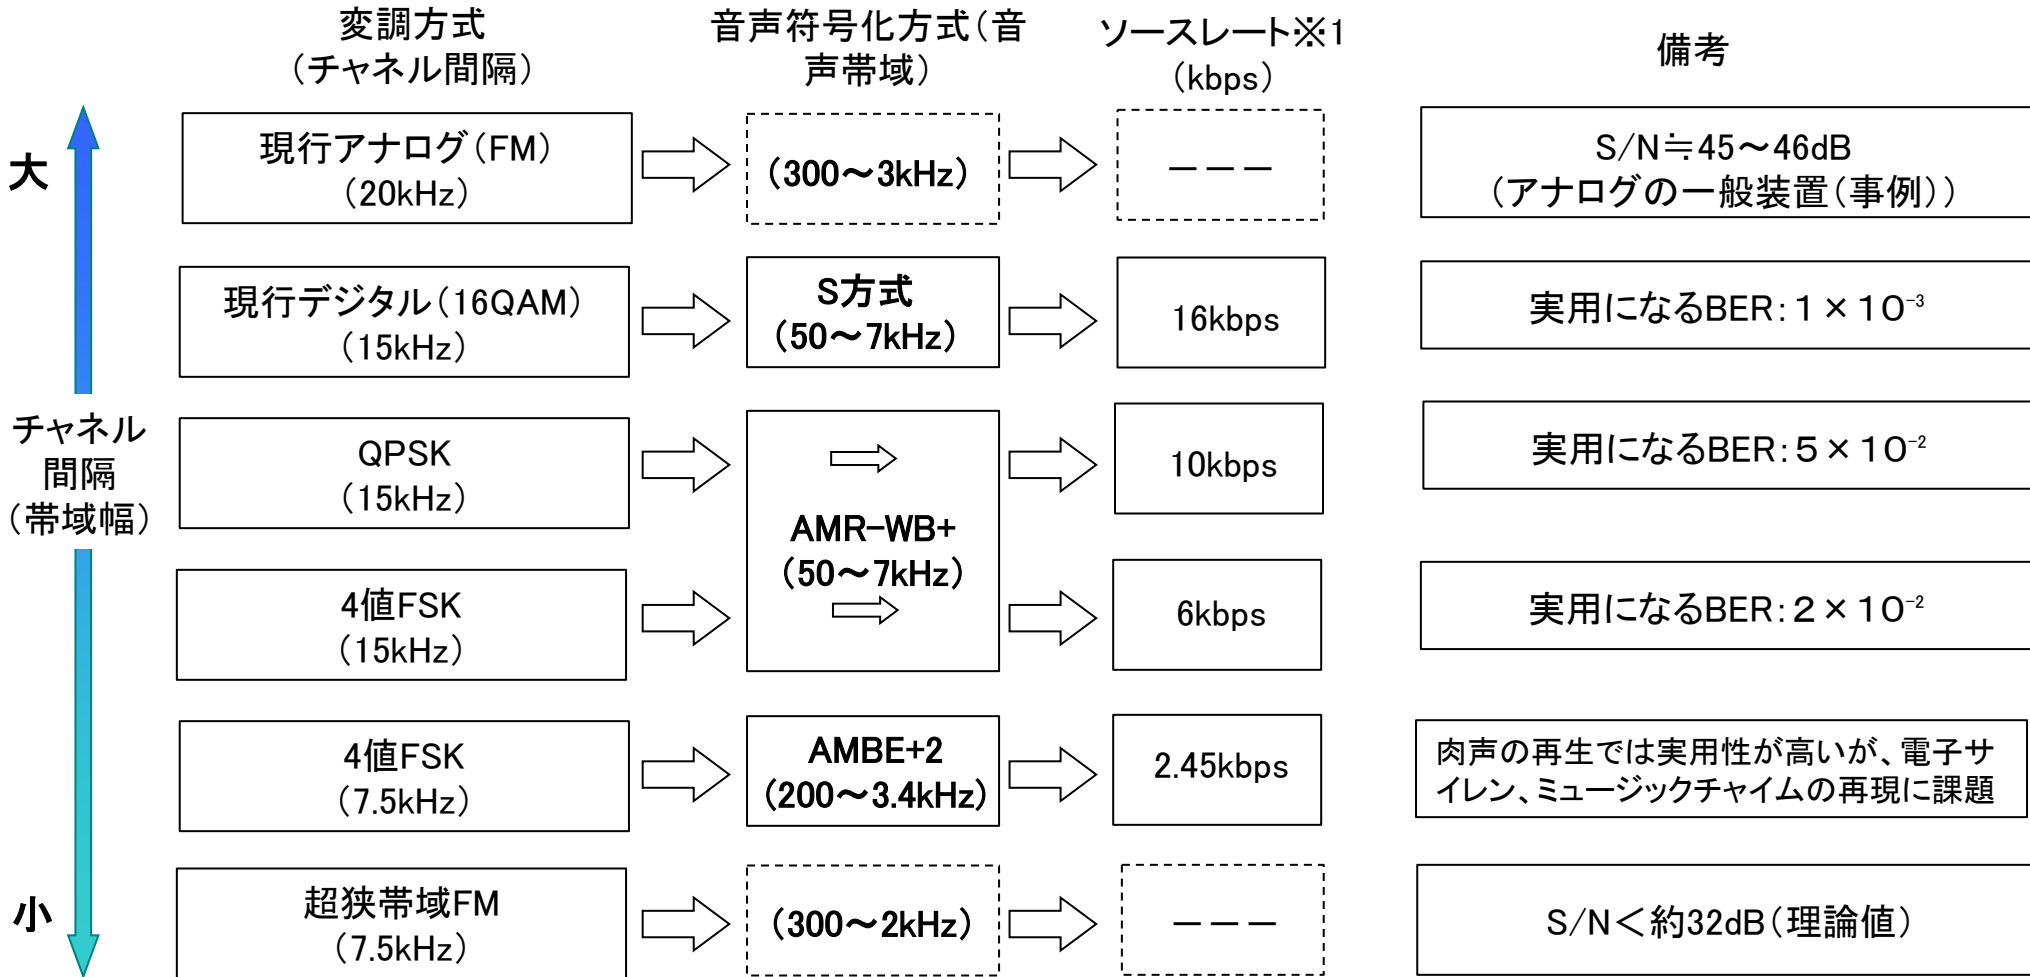 変調方式
（チャネル間隔）
音声符号化方式（音
声帯域）
ソースレート※1
（kbps）
備考
大
現行アナログ（FM）
（20kHz）
（300～3kHz）
———
S/N≒45～46dB
（アナログの一般装置（事例））
現行デジタル（16QAM）
（15kHz）
S方式
（50～7kHz）
16kbps
実用になるBER：1×10⁻³
チャネル
間隔
（帯域幅）
QPSK
（15kHz）
AMR-WB+
（50～7kHz）
10kbps
実用になるBER：5×10⁻²
4値FSK
（15kHz）
6kbps
実用になるBER：2×10⁻²
4値FSK
（7.5kHz）
AMBE+2
（200～3.4kHz）
2.45kbps
肉声の再生では実用性が高いが、電子サ
イレン、ミュージックチャイムの再現に課題
小
超狭帯域FM
（7.5kHz）
（300～2kHz）
———
S/N＜約32dB（理論値）